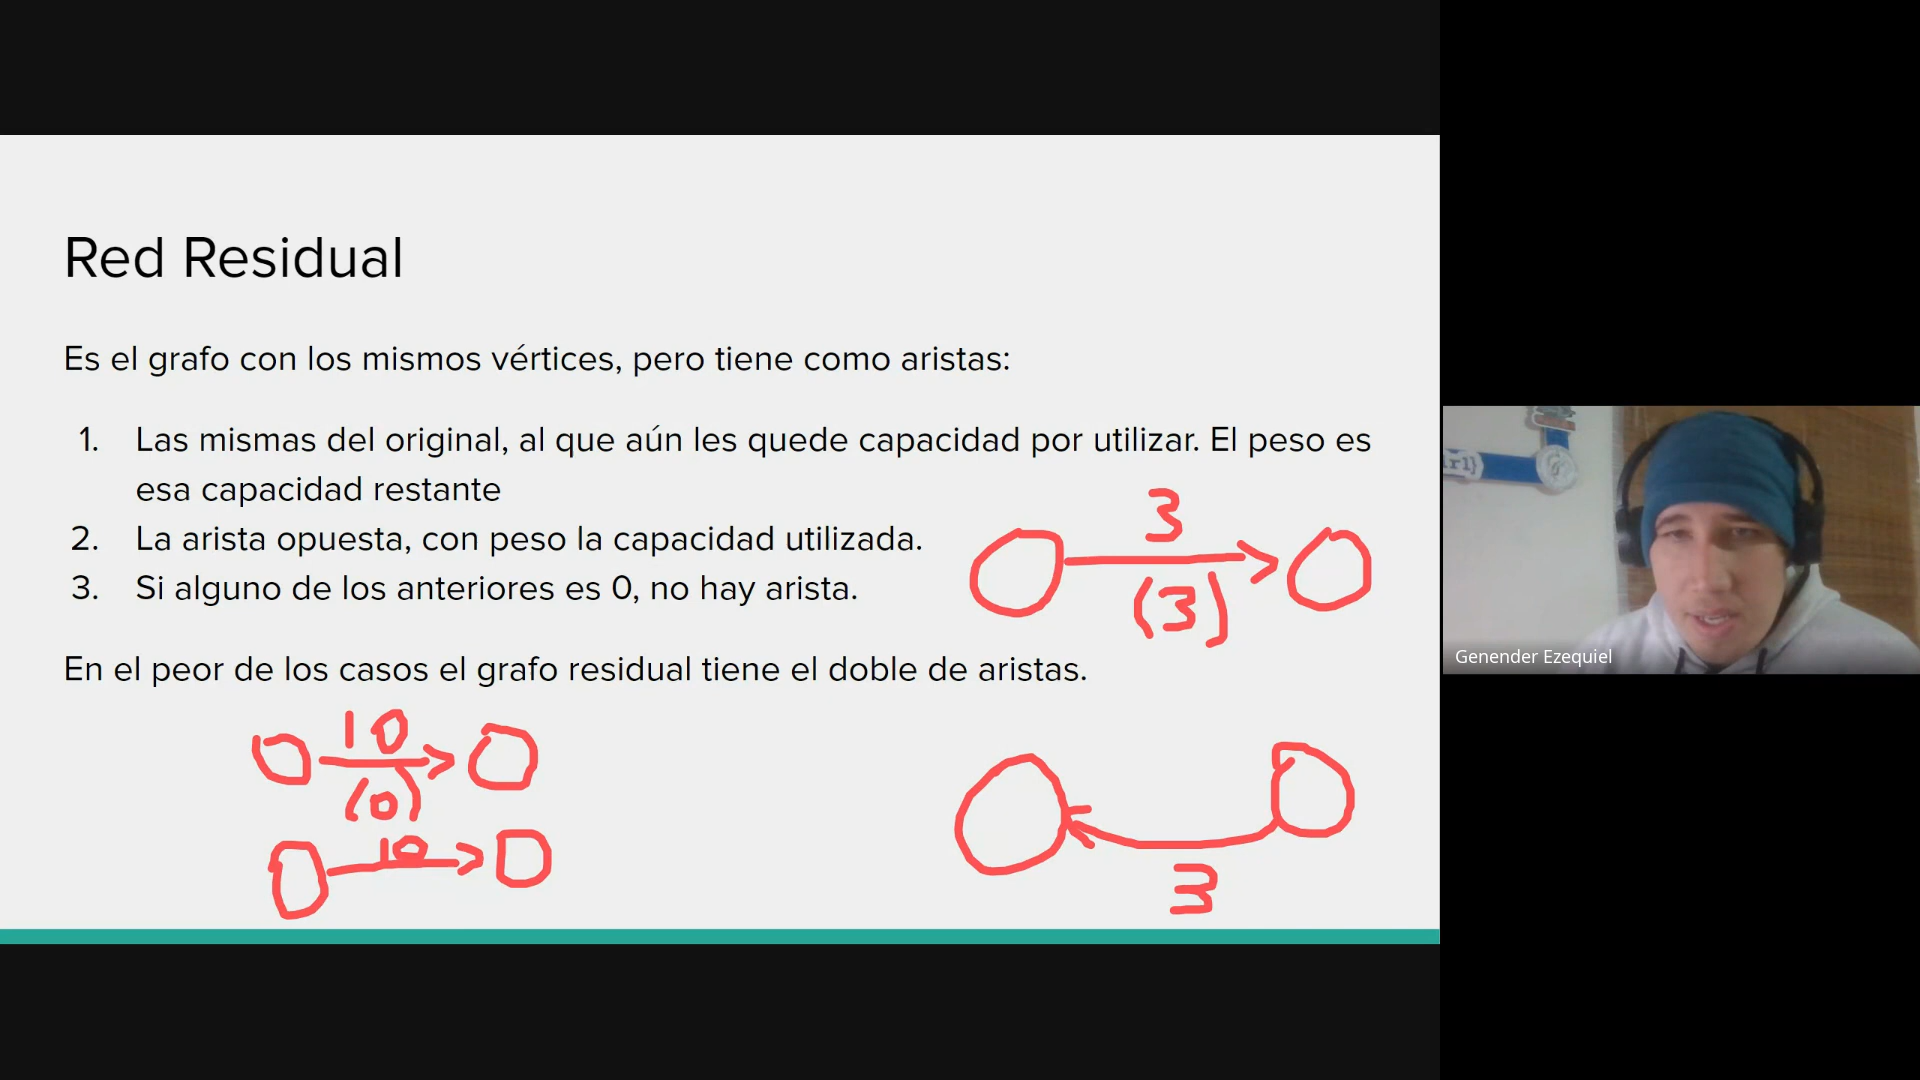 Red Residual
Es el grafo con los mismos vértices, pero tiene como aristas:
1. Las mismas del original, al que aún les quede capacidad por utilizar. El peso es
esa capacidad restante
2. La arista opuesta, con peso la capacidad utilizada.
3. Si alguno de los anteriores es 0, no hay arista.
3
(3)
En el peor de los casos el grafo residual tiene el doble de aristas.
10
(0)
10
3
Genender Ezequiel